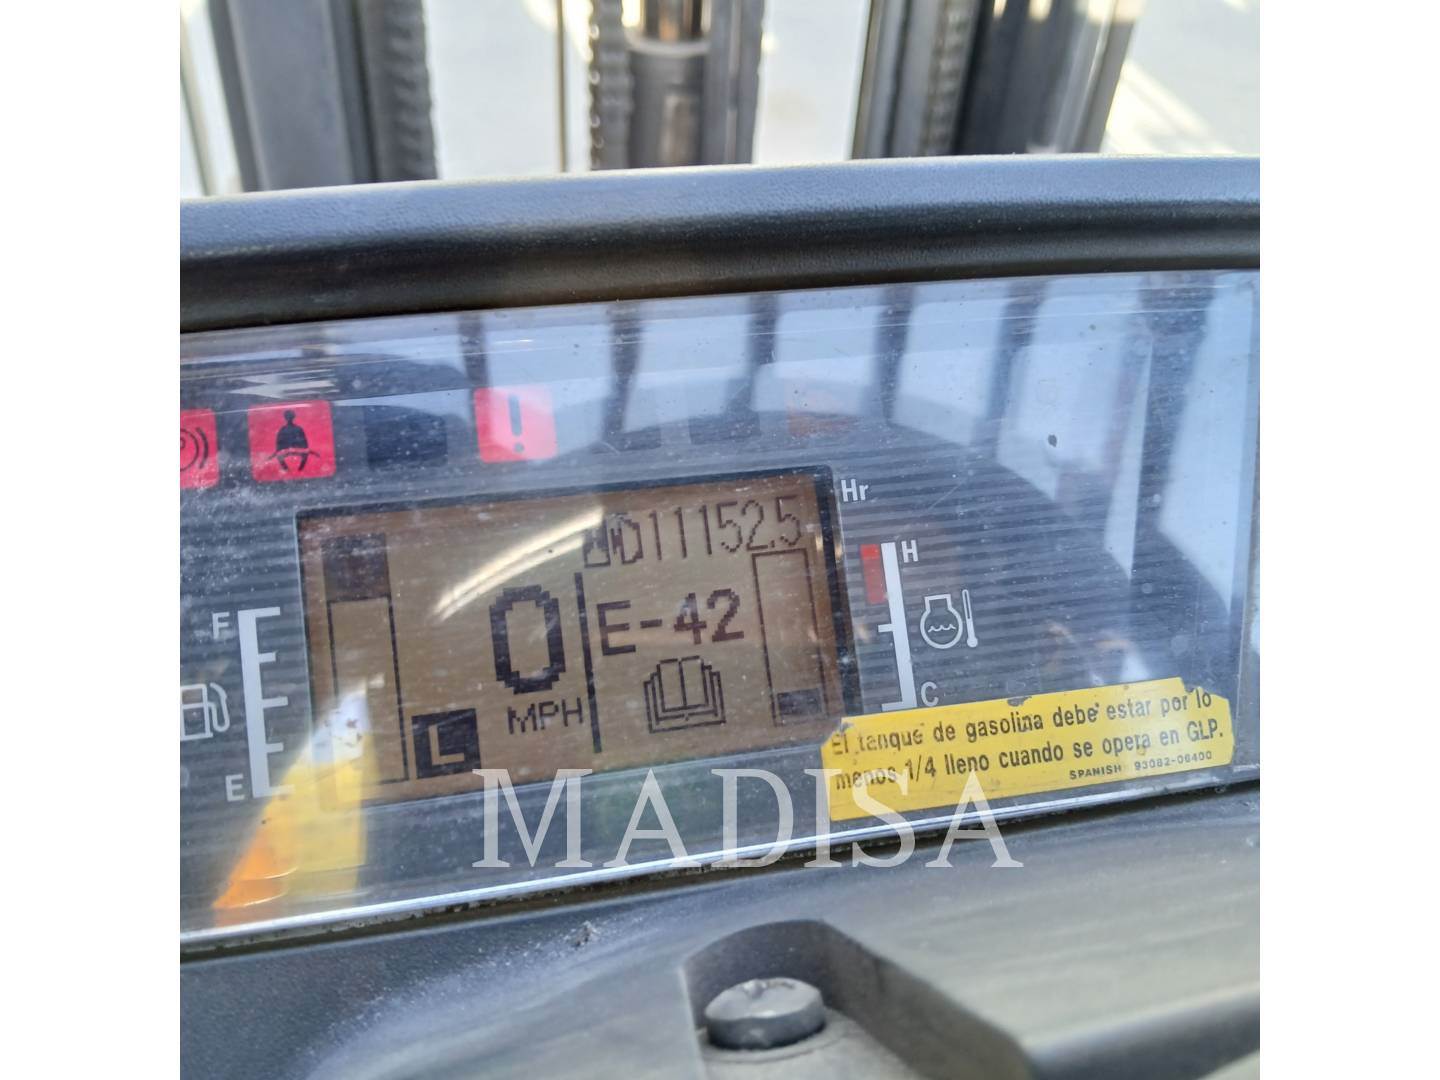 11152.5
Hr
H
F
0
E-42
MPH
L
C
E
El tanque de gasolina debe estar por lo
menos 1/4 lleno cuando se opera en GLP.
SPANISH 93082-06400
MADISA